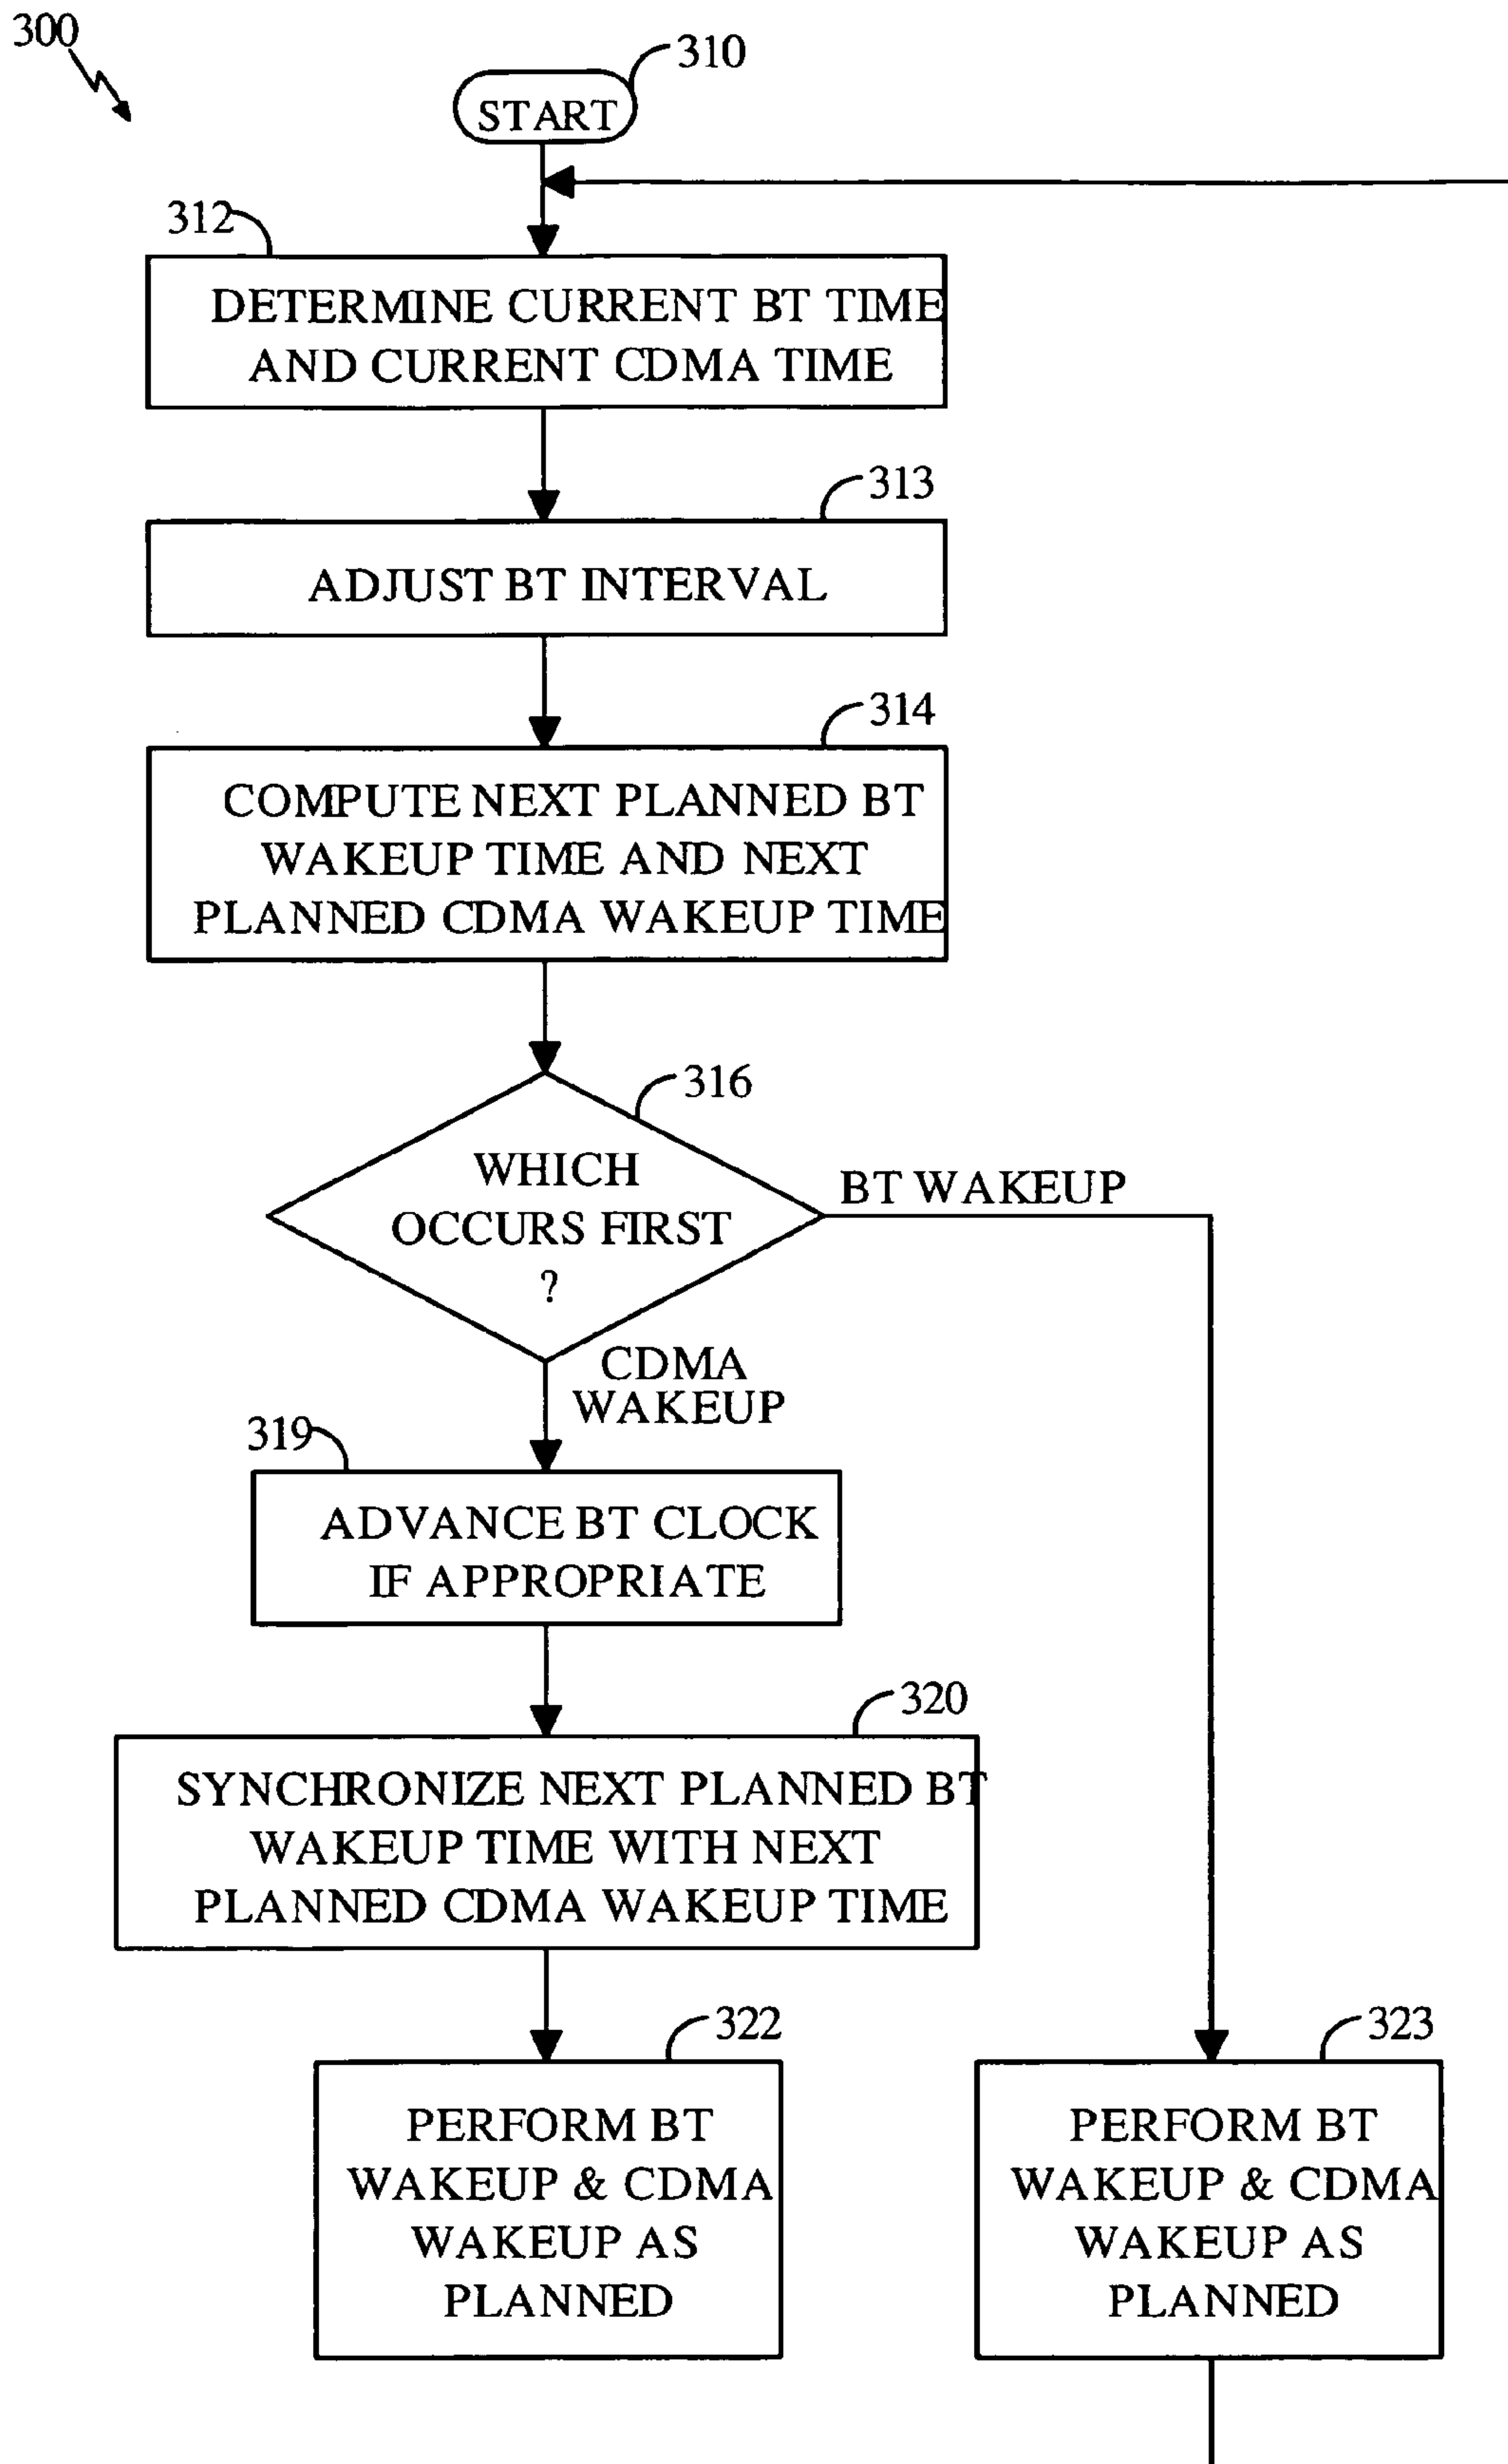 300
310
START
312
DETERMINE CURRENT BT TIME
AND CURRENT CDMA TIME
313
ADJUST BT INTERVAL
314
COMPUTE NEXT PLANNED BT
WAKEUP TIME AND NEXT
PLANNED CDMA WAKEUP TIME
316
WHICH
OCCURS FIRST
?
BT WAKEUP
CDMA
WAKEUP
319
ADVANCE BT CLOCK
IF APPROPRIATE
320
SYNCHRONIZE NEXT PLANNED BT
WAKEUP TIME WITH NEXT
PLANNED CDMA WAKEUP TIME
322
PERFORM BT
WAKEUP & CDMA
WAKEUP AS
PLANNED
323
PERFORM BT
WAKEUP & CDMA
WAKEUP AS
PLANNED